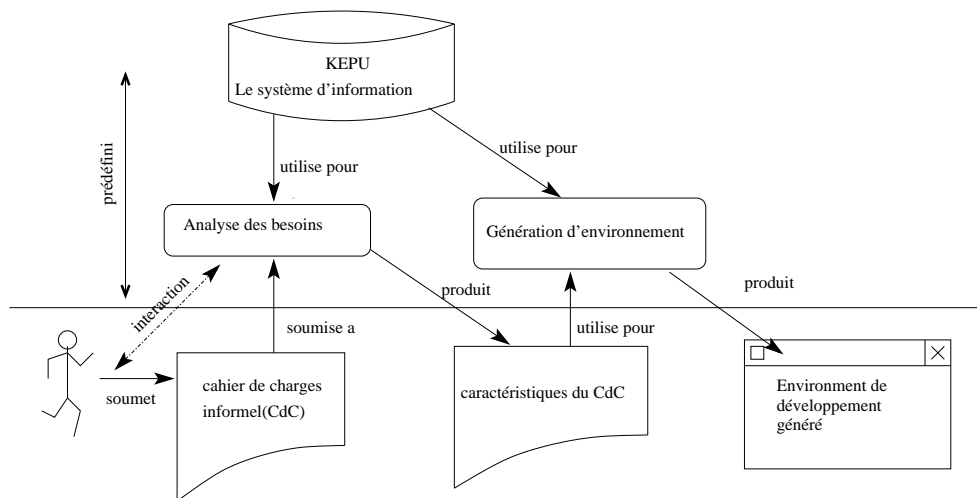 KEPU
Le système d'information
prédéfini
utilise pour
utilise pour
Analyse des besoins
Génération d'environnement
interaction
produit
produit
soumise a
utilise pour
soumet
cahier de charges
informel(CdC)
caractéristiques du CdC
Environment de
développement
généré